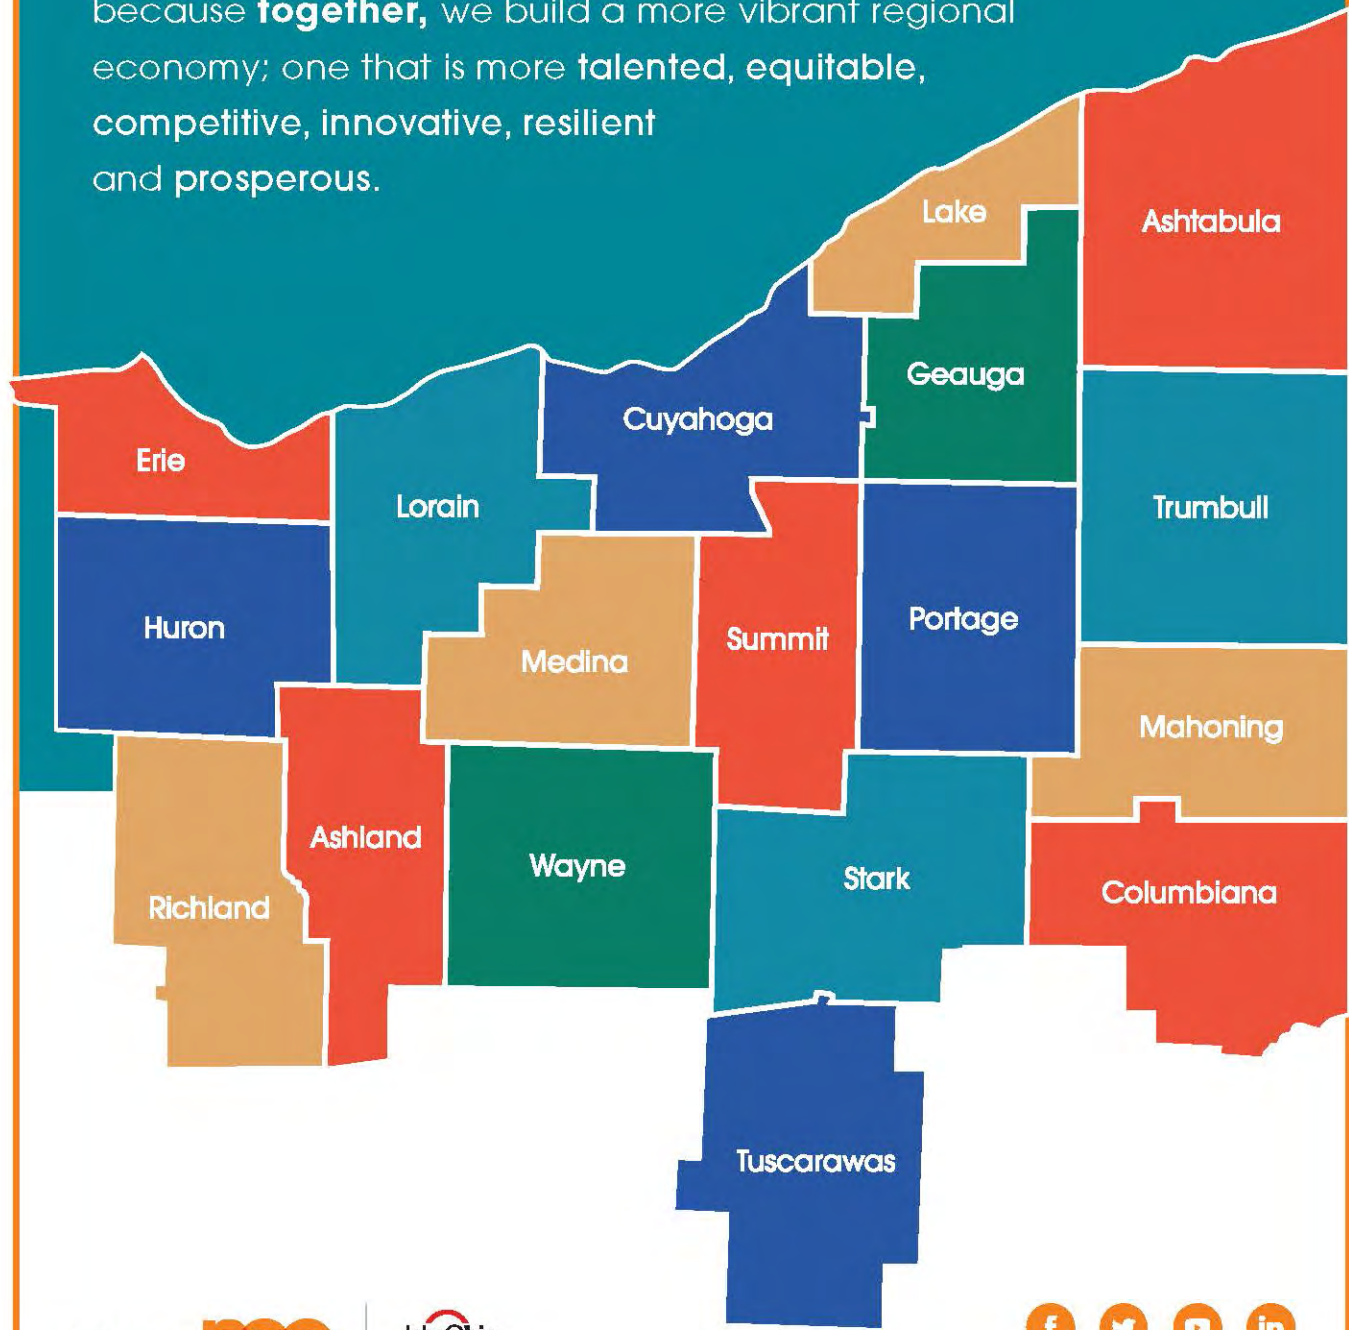 because together, we build a more vibrant regional
economy; one that is more talented, equitable,
competitive, innovative, resilient
and prosperous.
Lake
Ashtabula
Geauga
Cuyahoga
Erie
Lorain
Trumbull
Huron
Portage
Summit
Medina
Mahoning
Ashland
Wayne
Stark
Columbiana
Richland
Tuscarawas
f
in